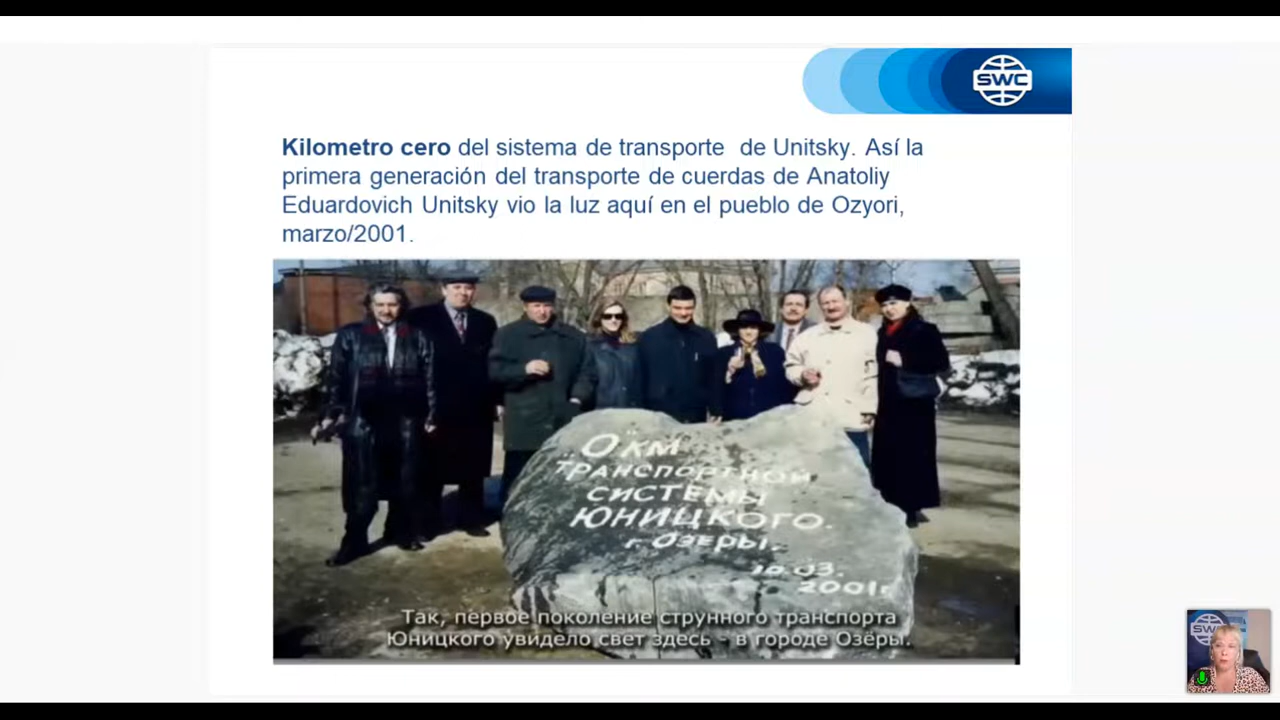 SWC
Kilometro cero del sistema de transporte de Unitsky. Así la
primera generación del transporte de cuerdas de Anatoliy
Eduardovich Unitsky vio la luz aquí en el pueblo de Ozyori,
marzo/2001.
0 КМ
ТРАНСПОРТНОЙ
СИСТЕМЫ
ЮНИЦКОГО.
г. ОЗЕРЫ.
10.03.
2001г
Так, первое поколение струнного транспорта
Юницкого увидело свет здесь - в городе Озёры.